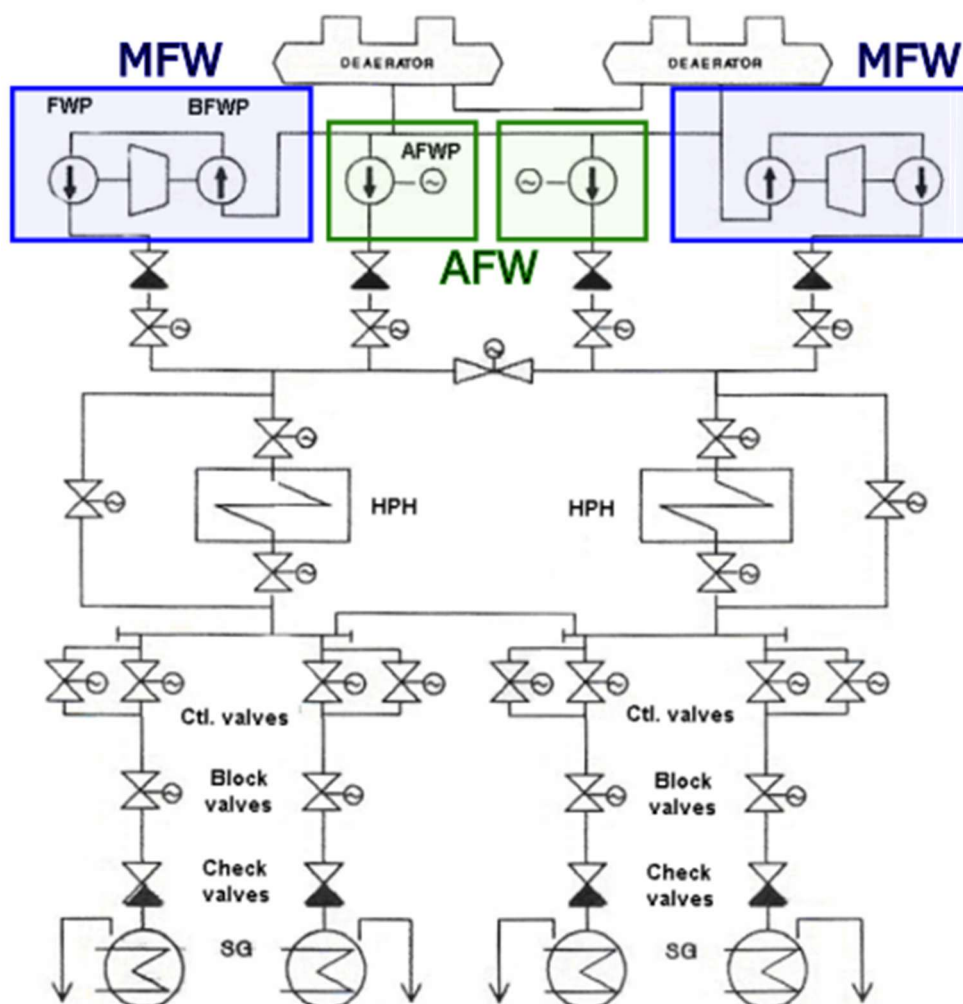 MFW
DEAERATOR
DEAERATOR
MFW
FWP
BFWP
AFWP
AFW
HPH
HPH
Ctl. valves
Ctl. valves
Block
valves
Block
valves
Check
valves
Check
valves
SG
SG